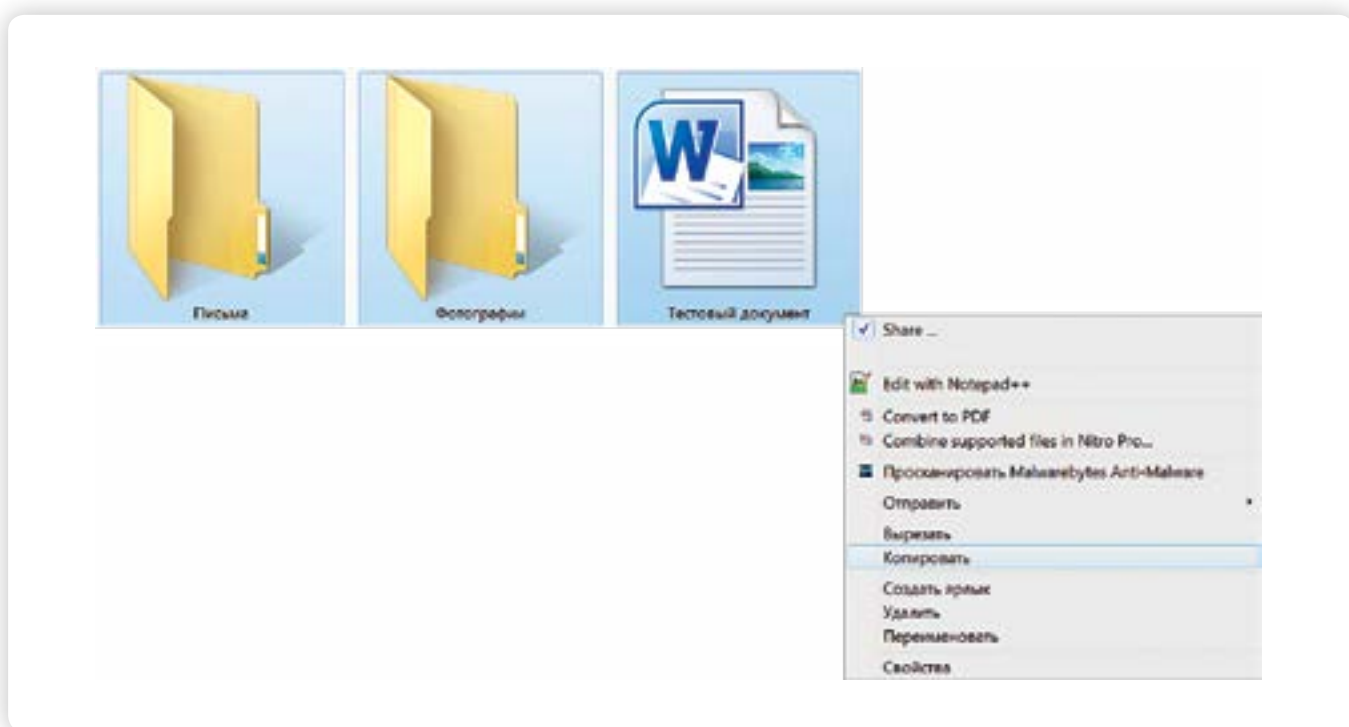 Письма
Фотографии
Тестовый документ
Share ...
Edit with Notepad++
Convert to PDF
Combine supported files in Nitro Pro...
Просканировать Malwarebytes Anti-Malware
Отправить
Вырезать
Копировать
Создать ярлык
Удалить
Переименовать
Свойства